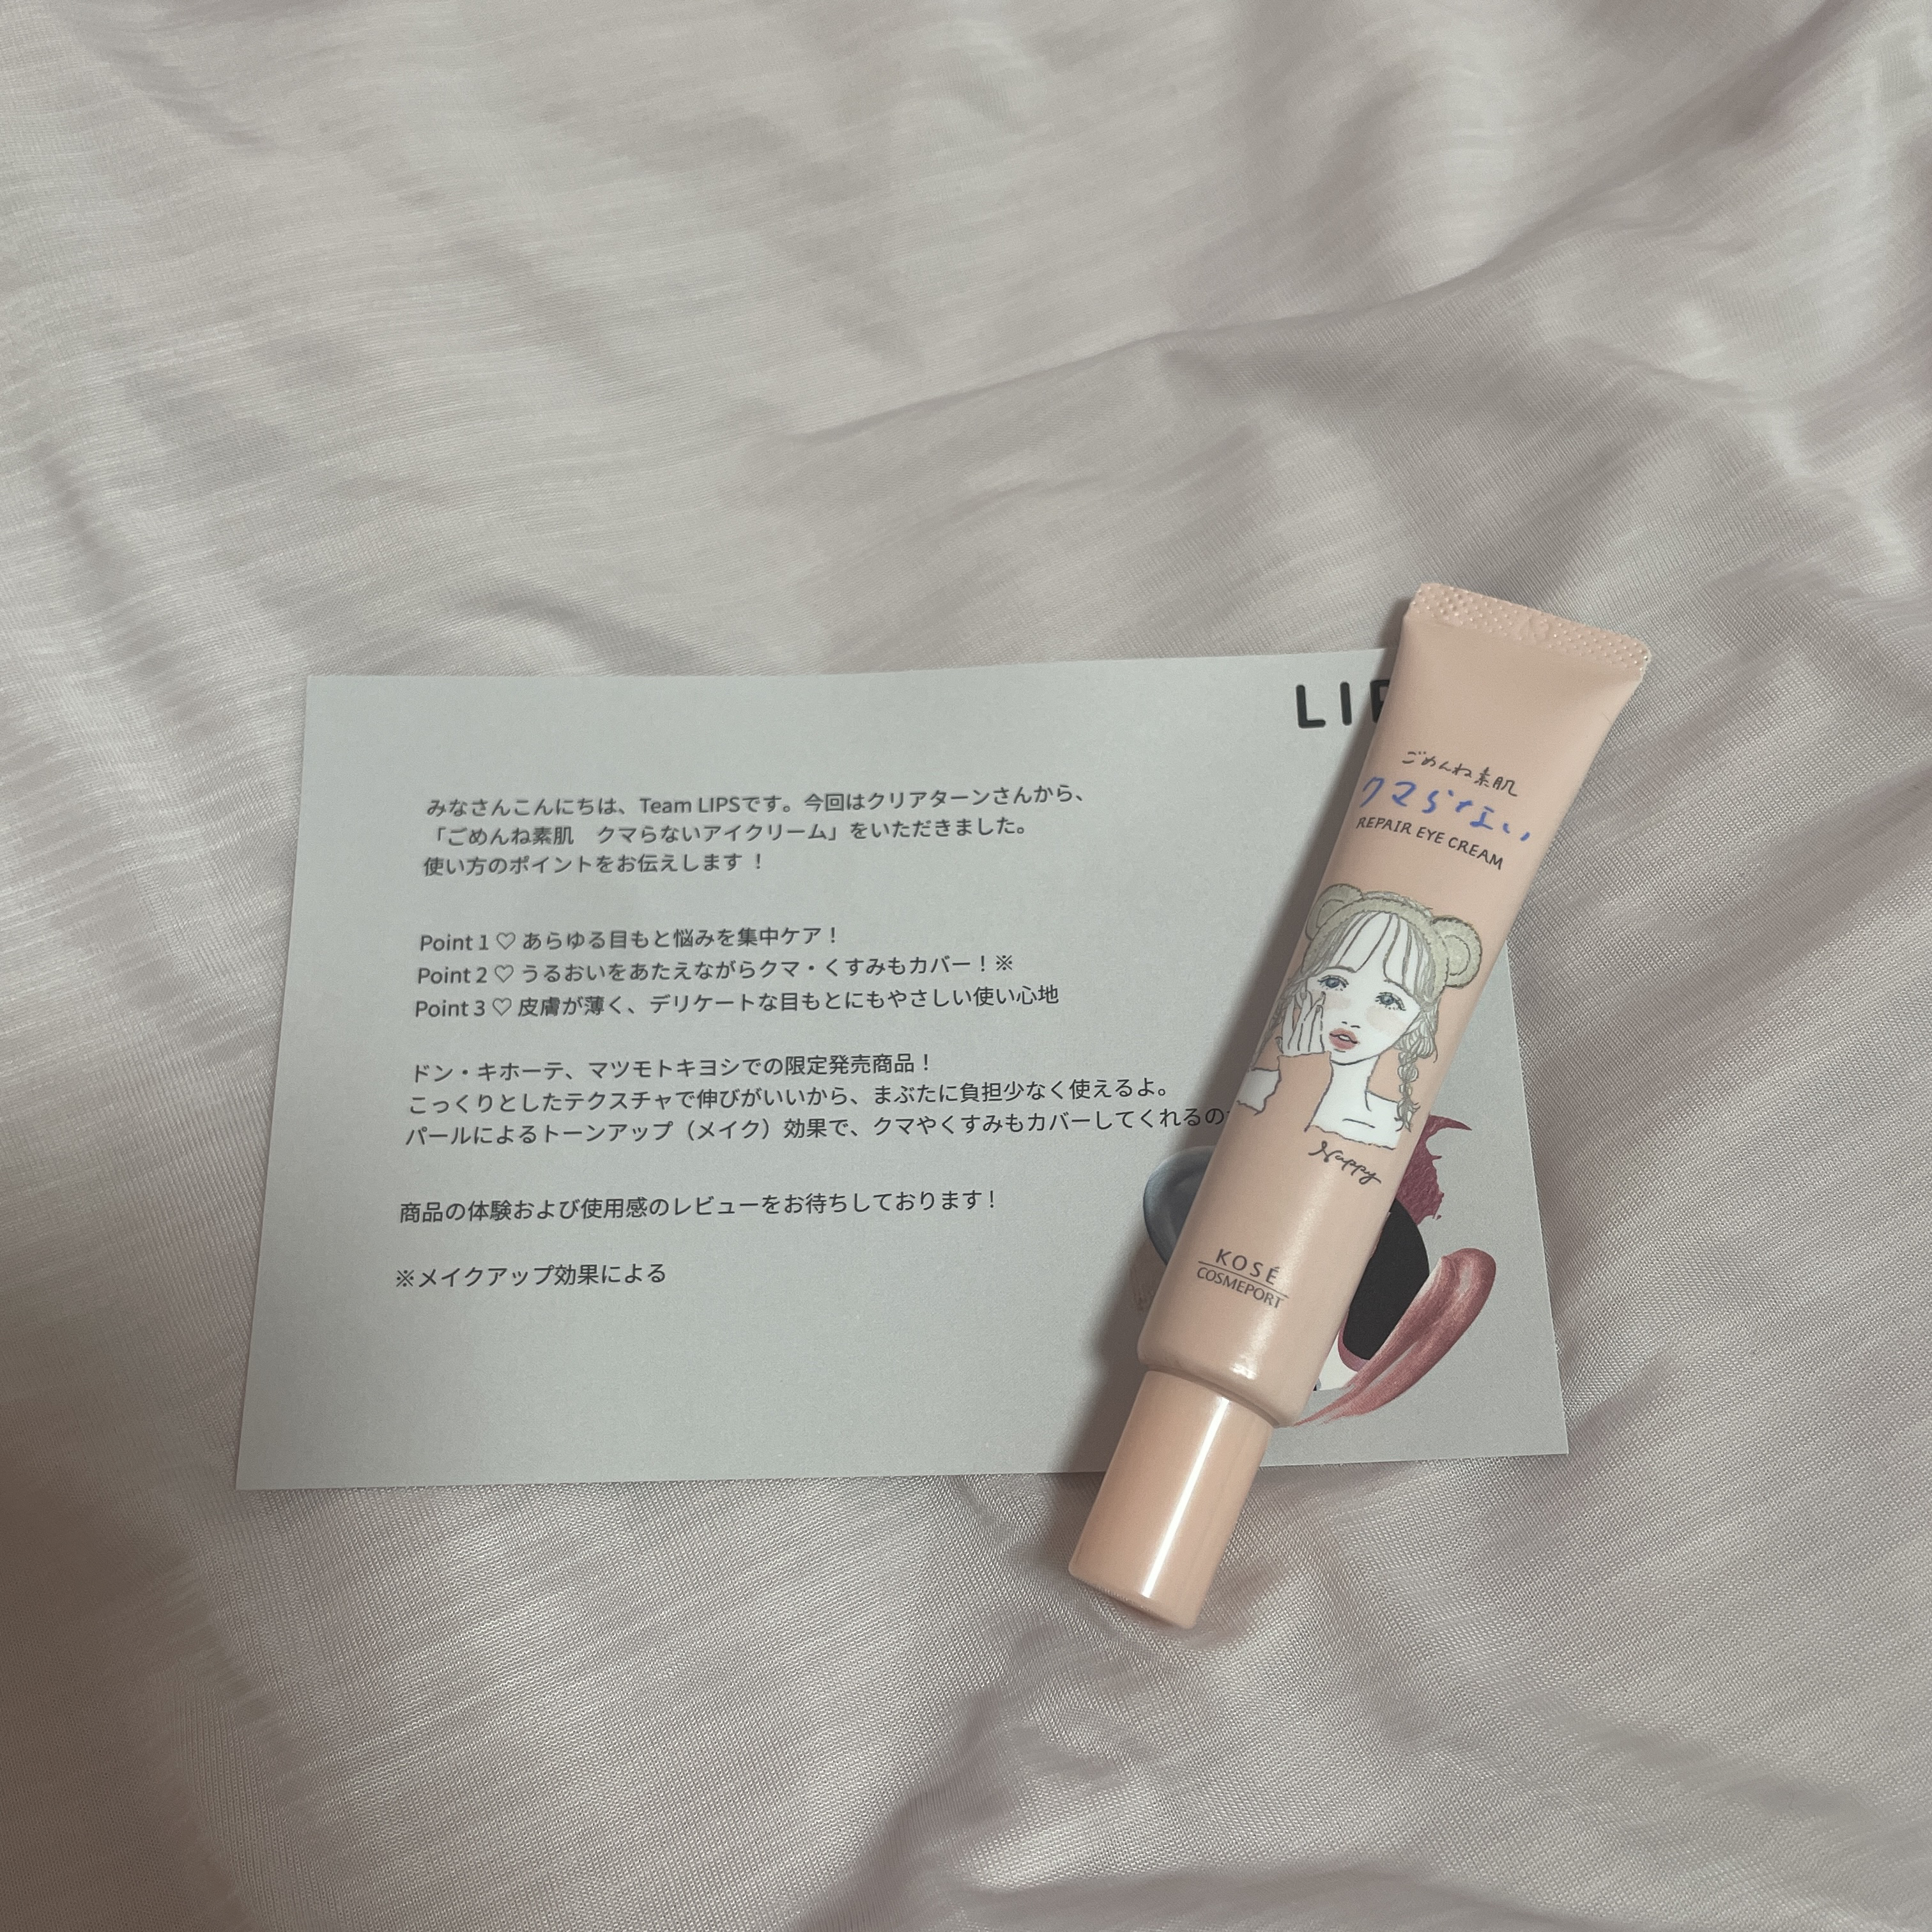 みなさんこんにちは、Team LIPSです。今回はクリアターンさんから、
「ごめんね素肌　クマらないアイクリーム」をいただきました。
使い方のポイントをお伝えします！
Point 1 ♡ あらゆる目もと悩みを集中ケア！
Point 2 ♡ うるおいをあたえながらクマ・くすみもカバー！※
Point 3 ♡ 皮膚が薄く、デリケートな目もとにもやさしい使い心地
ドン・キホーテ、マツモトキヨシでの限定発売商品！
こっくりとしたテクスチャで伸びがいいから、まぶたに負担少なく使えるよ。
パールによるトーンアップ（メイク）効果で、クマやくすみもカバーしてくれるの
商品の体験および使用感のレビューをお待ちしております！
※メイクアップ効果による
ごめんね素肌
クマらない
REPAIR EYE CREAM
Happy
KOSÉ
COSMEPORT